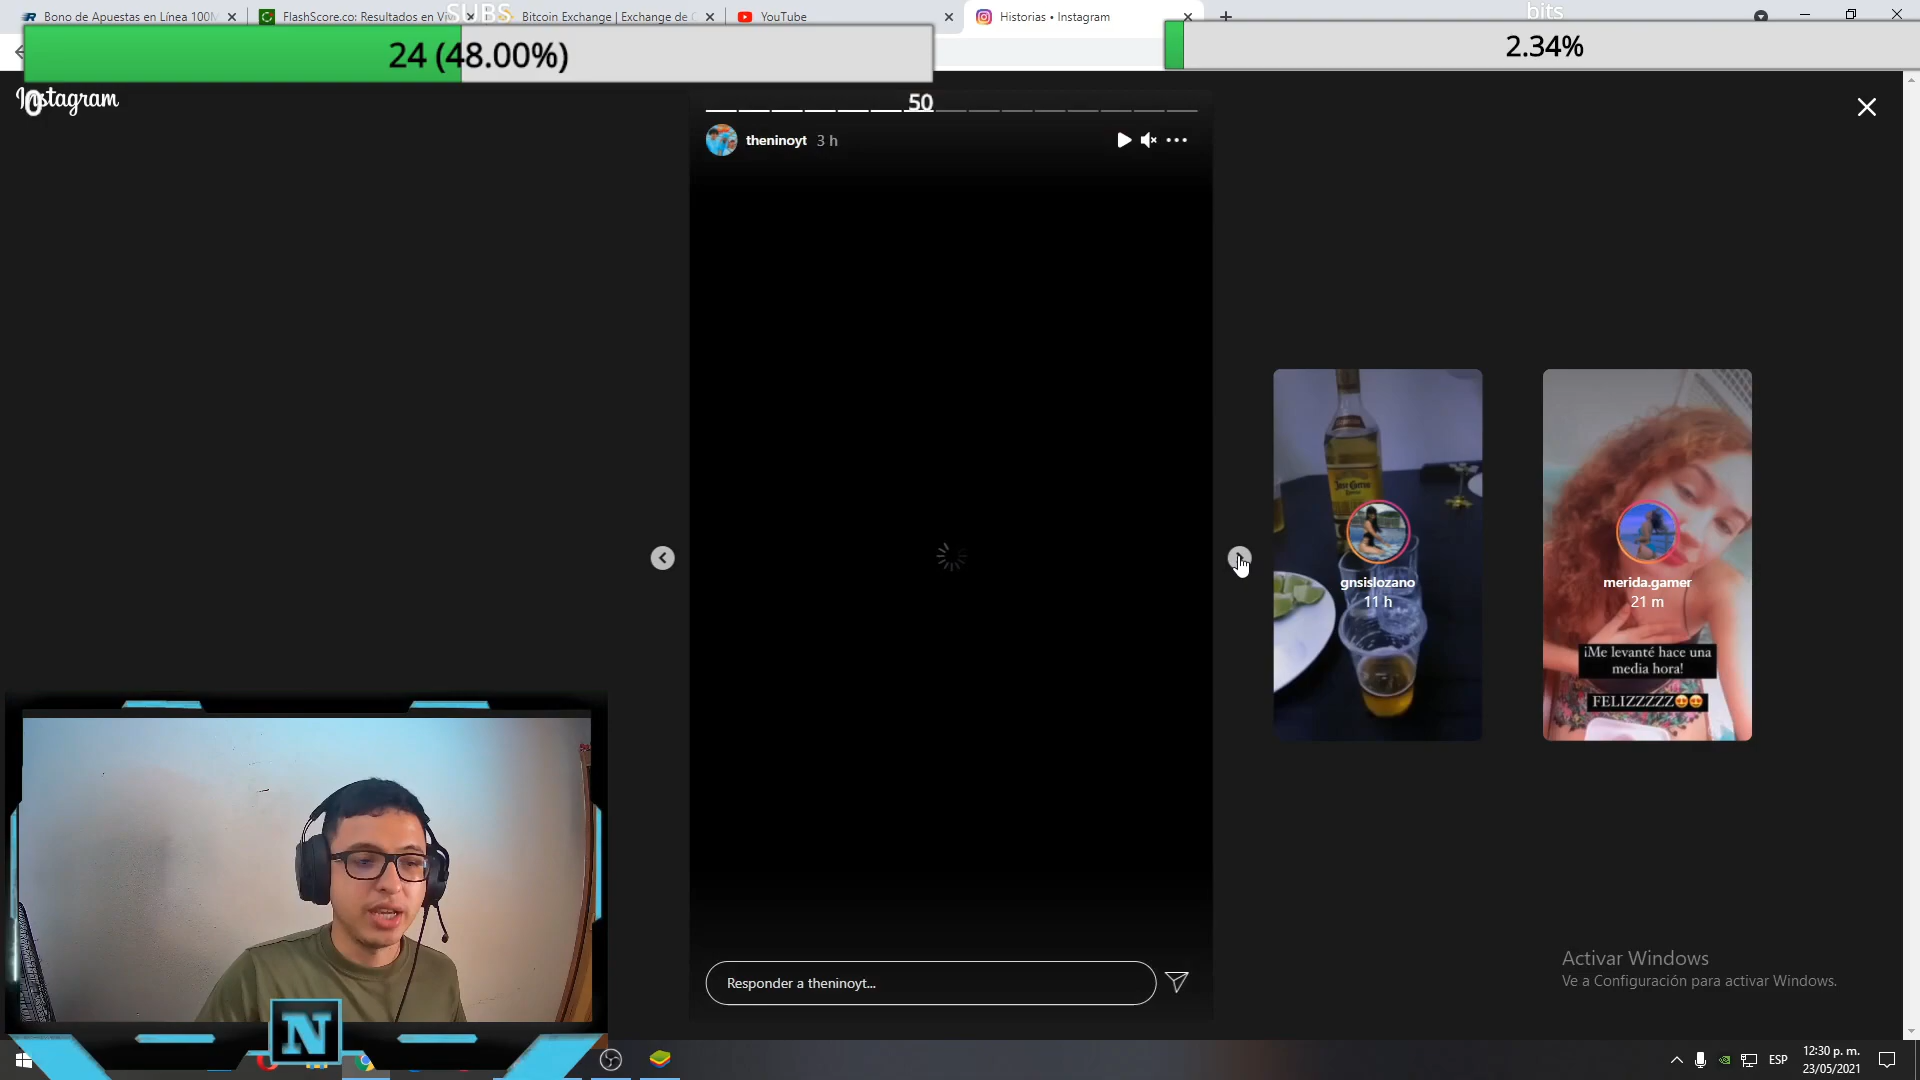 Bono de Apuestas en Línea 100M
FlashScore.co: Resultados en Viv
Bitcoin Exchange | Exchange de
YouTube
Historias • Instagram
SUBS
bits
24 (48.00%)
2.34%
0
50
Instagram
theninoyt 3 h
gnsislozano
11 h
merida.gamer
21 m
¡Me levanté hace una
media hora!
FELIZZZZZ😍😍
Responder a theninoyt...
Activar Windows
Ve a Configuración para activar Windows.
N
ESP
12:30 p. m.
23/05/2021